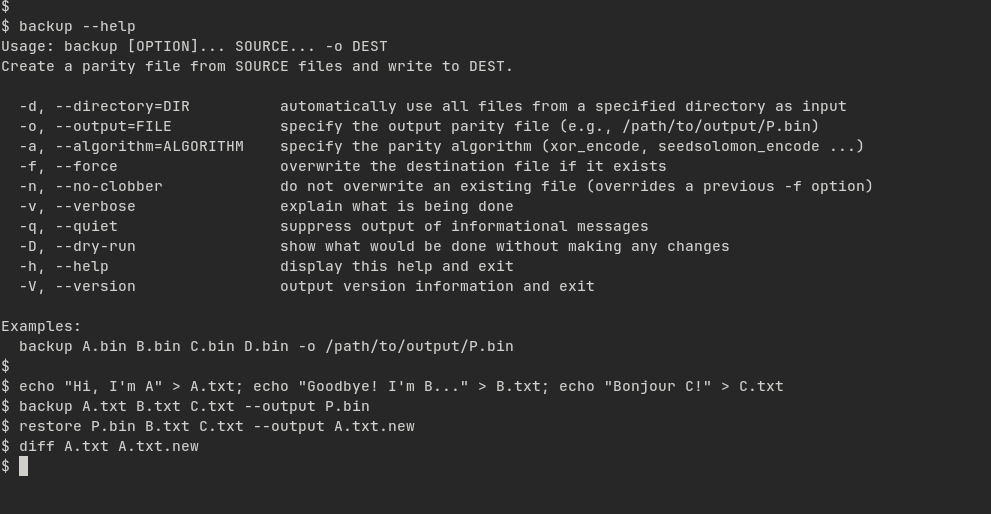 $
$ backup --help
Usage: backup [OPTION]... SOURCE... -o DEST
Create a parity file from SOURCE files and write to DEST.

  -d, --directory=DIR          automatically use all files from a specified directory as input
  -o, --output=FILE            specify the output parity file (e.g., /path/to/output/P.bin)
  -a, --algorithm=ALGORITHM    specify the parity algorithm (xor_encode, seedsolomon_encode ...)
  -f, --force                  overwrite the destination file if it exists
  -n, --no-clobber             do not overwrite an existing file (overrides a previous -f option)
  -v, --verbose                explain what is being done
  -q, --quiet                  suppress output of informational messages
  -D, --dry-run                show what would be done without making any changes
  -h, --help                   display this help and exit
  -V, --version                output version information and exit

Examples:
  backup A.bin B.bin C.bin D.bin -o /path/to/output/P.bin
$
$ echo "Hi, I'm A" > A.txt; echo "Goodbye! I'm B..." > B.txt; echo "Bonjour C!" > C.txt
$ backup A.txt B.txt C.txt --output P.bin
$ restore P.bin B.txt C.txt --output A.txt.new
$ diff A.txt A.txt.new
$